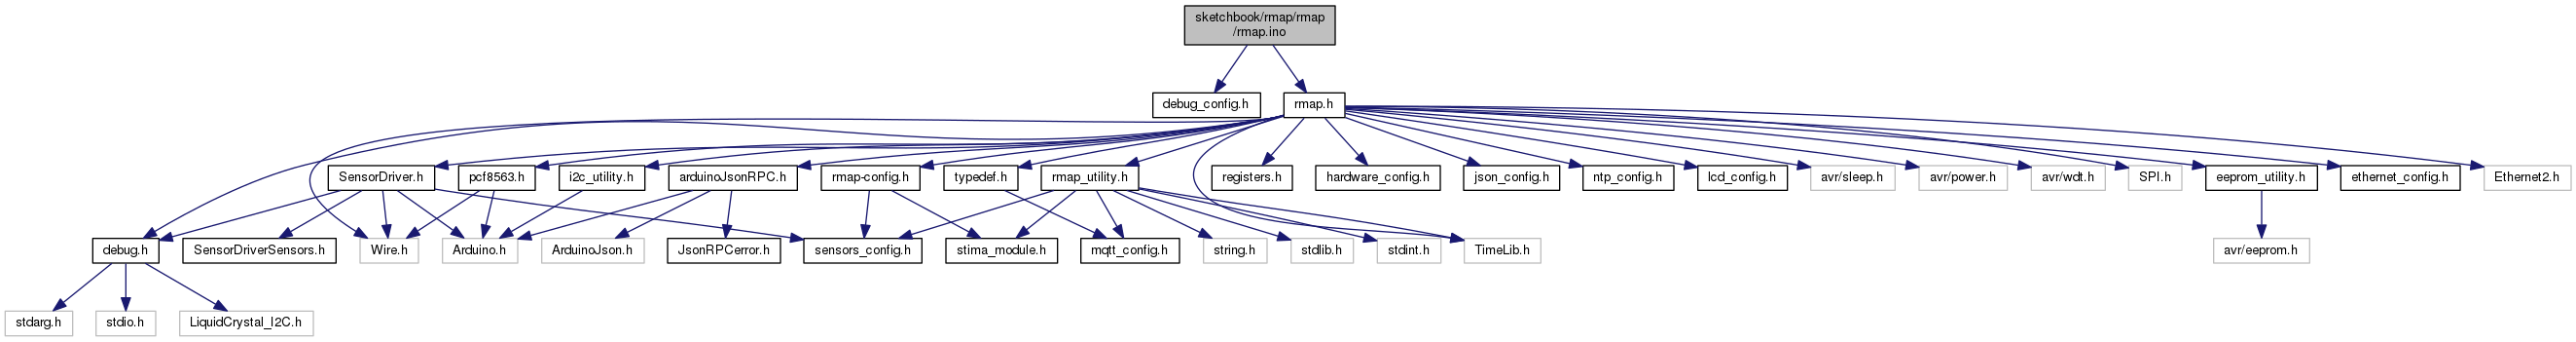 sketchbook/rmap/rmap
/rmap.ino
debug_config.h
rmap.h
SensorDriver.h
pcf8563.h
i2c_utility.h
arduinoJsonRPC.h
rmap-config.h
typedef.h
rmap_utility.h
registers.h
hardware_config.h
json_config.h
ntp_config.h
lcd_config.h
avr/sleep.h
avr/power.h
avr/wdt.h
SPI.h
eeprom_utility.h
ethernet_config.h
Ethernet2.h
debug.h
SensorDriverSensors.h
Wire.h
Arduino.h
ArduinoJson.h
JsonRPCerror.h
sensors_config.h
stima_module.h
mqtt_config.h
string.h
stdlib.h
stdint.h
TimeLib.h
avr/eeprom.h
stdarg.h
stdio.h
LiquidCrystal_I2C.h